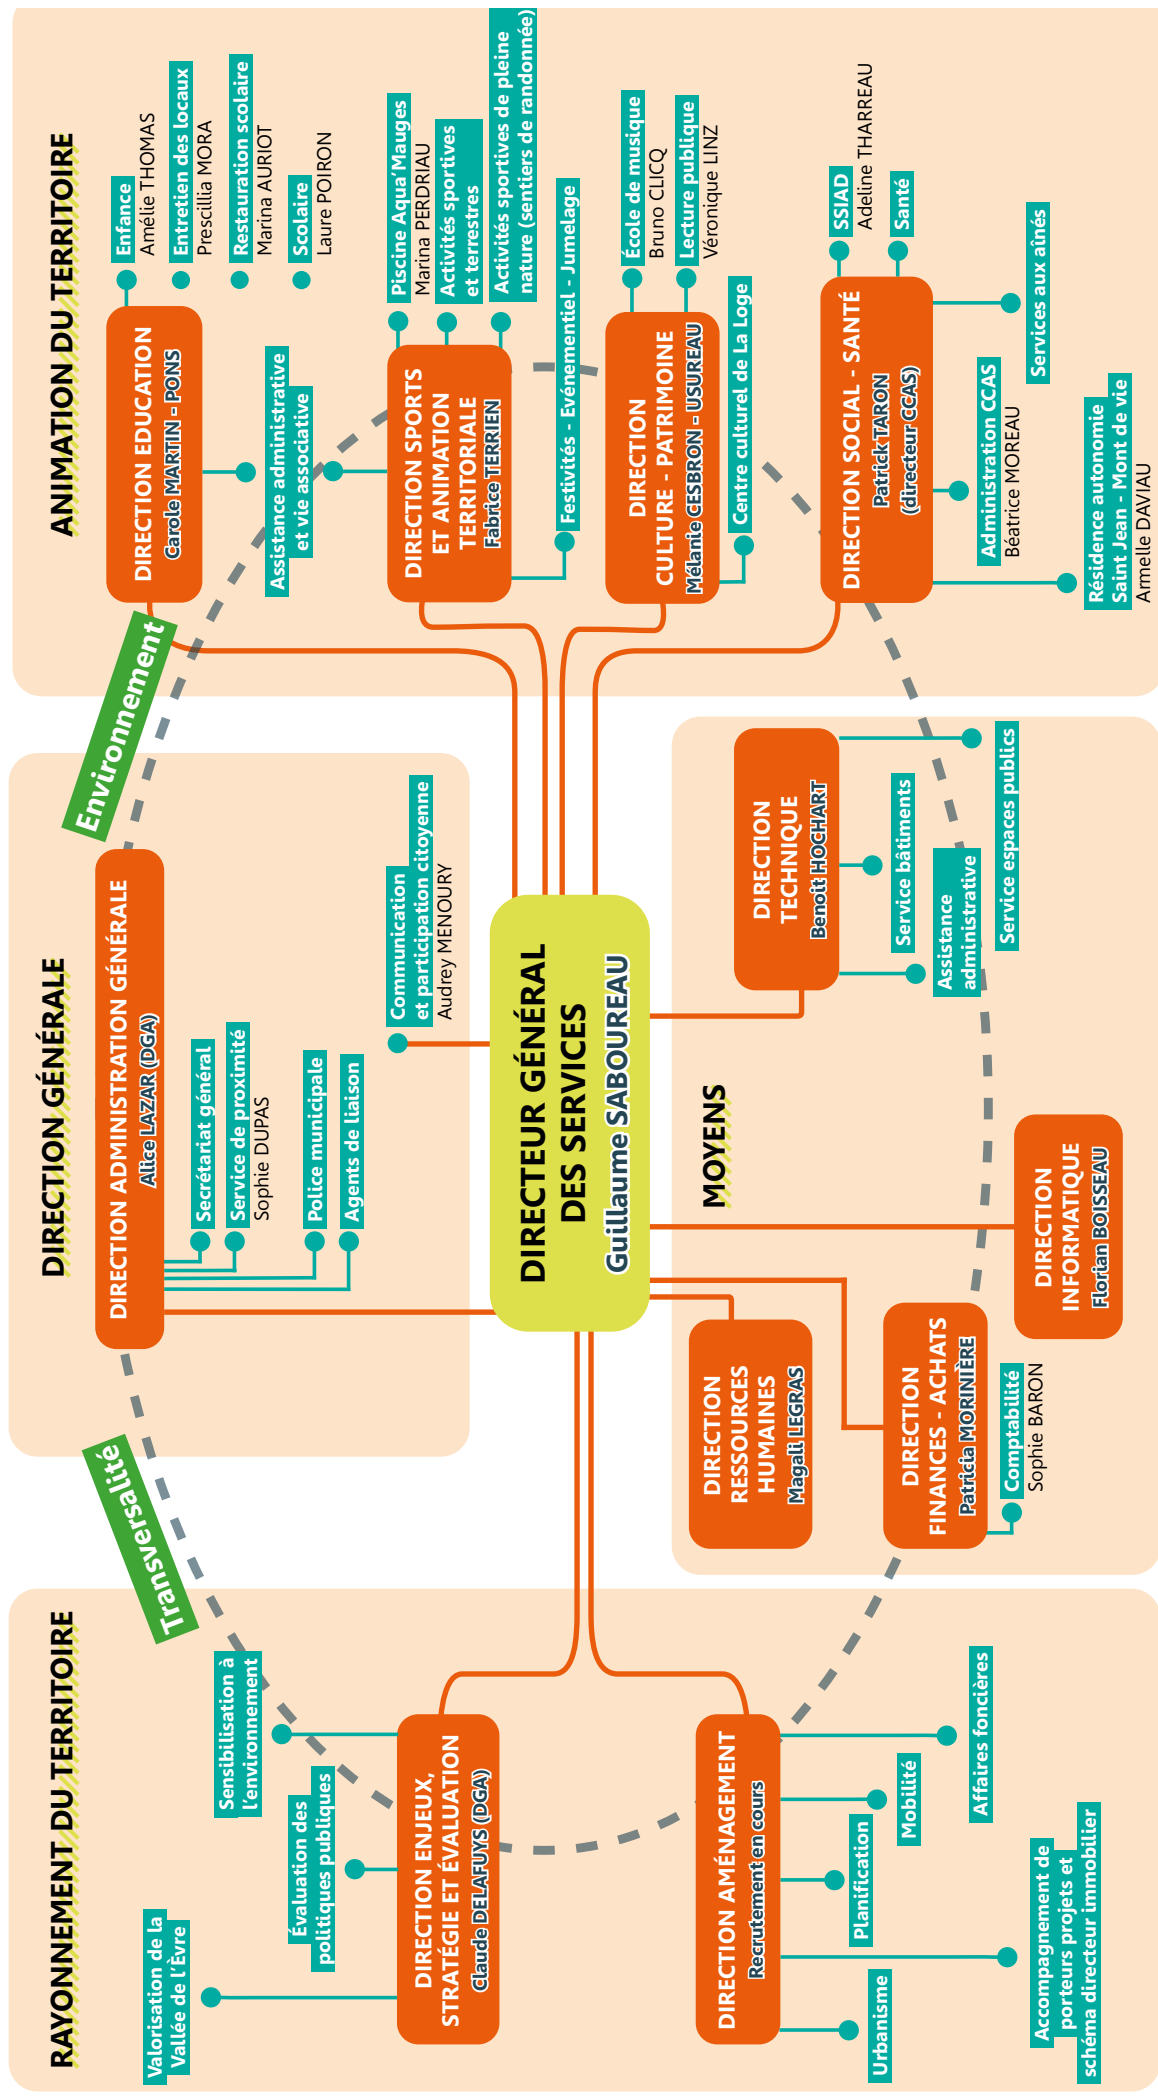 RAYONNEMENT DU TERRITOIRE
Valorisation de la
Vallée de l'Èvre
Évaluation des
politiques publiques
Sensibilisation à
l'environnement
DIRECTION ENJEUX,
STRATÉGIE ET ÉVALUATION
Claude DELAFUYS (DGA)
DIRECTION AMÉNAGEMENT
Recrutement en cours
Urbanisme
Planification
Mobilité
Affaires foncières
Accompagnement de
porteurs projets et
schéma directeur immobilier
Transversalité
DIRECTION GÉNÉRALE
DIRECTION ADMINISTRATION GÉNÉRALE
Alice LAZAR (DGA)
Secrétariat général
Service de proximité
Sophie DUPAS
Police municipale
Agents de liaison
Communication
et participation citoyenne
Audrey MENOURY
DIRECTEUR GÉNÉRAL
DES SERVICES
Guillaume SABOUREAU
MOYENS
DIRECTION
RESSOURCES
HUMAINES
Magali LEGRAS
DIRECTION
FINANCES - ACHATS
Patricia MORINIÈRE
Comptabilité
Sophie BARON
DIRECTION
INFORMATIQUE
Florian BOISSEAU
DIRECTION
TECHNIQUE
Benoit HOCHART
Service bâtiments
Assistance
administrative
Service espaces publics
Environnement
ANIMATION DU TERRITOIRE
DIRECTION EDUCATION
Carole MARTIN - PONS
Enfance
Amélie THOMAS
Entretien des locaux
Prescillia MORA
Restauration scolaire
Marina AURIOT
Scolaire
Laure POIRON
Assistance administrative
et vie associative
DIRECTION SPORTS
ET ANIMATION
TERRITORIALE
Fabrice TERRIEN
Piscine Aqua'Mauges
Marina PERDRIAU
Activités sportives
et terrestres
Activités sportives de pleine
nature (sentiers de randonnée)
Festivités - Evénementiel - Jumelage
DIRECTION
CULTURE - PATRIMOINE
Mélanie CESBRON - USUREAU
École de musique
Bruno CLICQ
Lecture publique
Véronique LINZ
Centre culturel de La Loge
DIRECTION SOCIAL - SANTÉ
Patrick TARON
(directeur CCAS)
SSIAD
Adeline THARREAU
Santé
Services aux aînés
Administration CCAS
Béatrice MOREAU
Résidence autonomie
Saint Jean - Mont de vie
Armelle DAVIAU